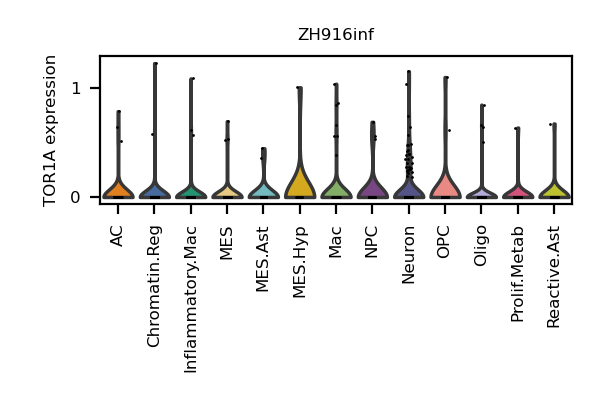 ZH916inf
TOR1A expression
1
0
AC
Chromatin.Reg
Inflammatory.Mac
MES
MES.Ast
MES.Hyp
Mac
NPC
Neuron
OPC
Oligo
Prolif.Metab
Reactive.Ast